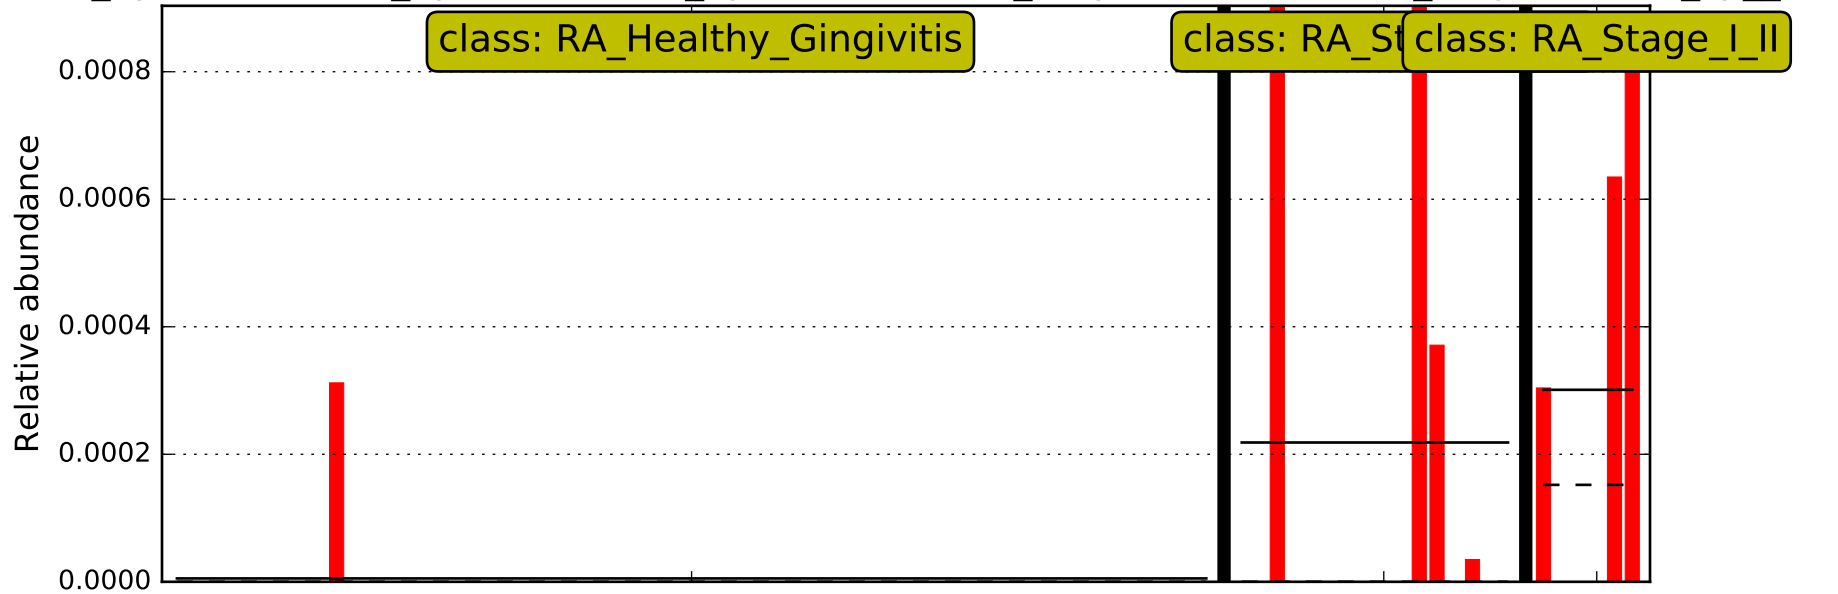 class: RA_Healthy_Gingivitis
class: RA_St
class: RA_Stage_I_II
0.0008
0.0006
0.0004
0.0002
0.0000
Relative abundance